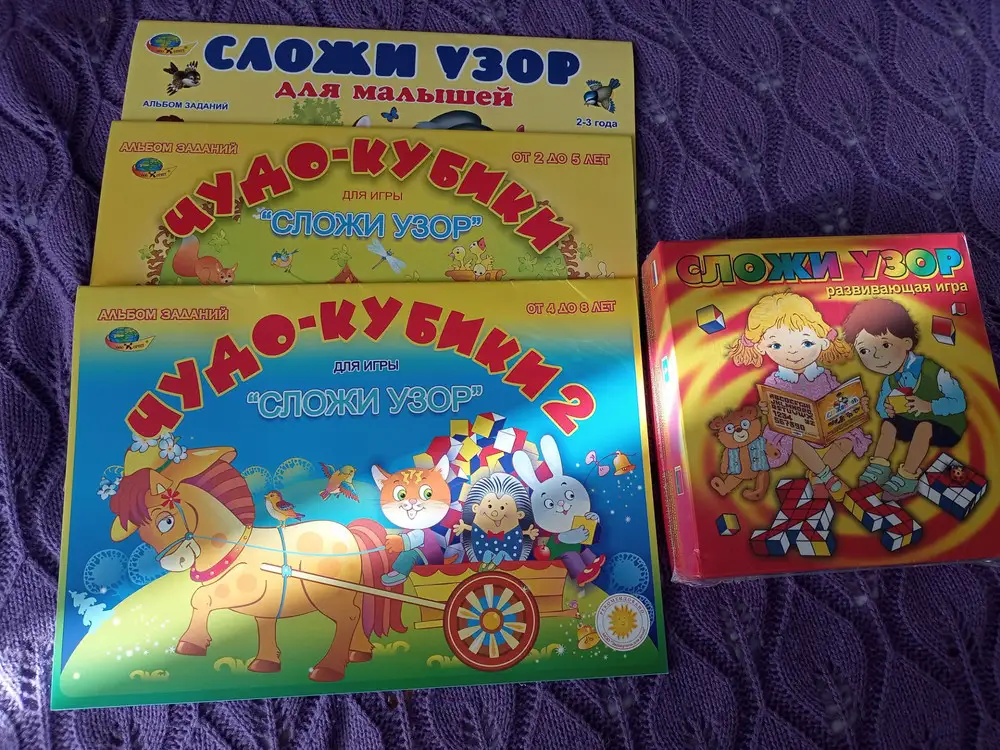 СЛОЖИ УЗОР
для малышей
АЛЬБОМ ЗАДАНИЙ
2-3 года
АЛЬБОМ ЗАДАНИЙ
ОТ 2 ДО 5 ЛЕТ
ЧУДО-КУБИКИ
ДЛЯ ИГРЫ
"СЛОЖИ УЗОР"
АЛЬБОМ ЗАДАНИЙ
ОТ 4 ДО 8 ЛЕТ
ЧУДО-КУБИКИ 2
ДЛЯ ИГРЫ
"СЛОЖИ УЗОР"
СЛОЖИ УЗОР
развивающая игра